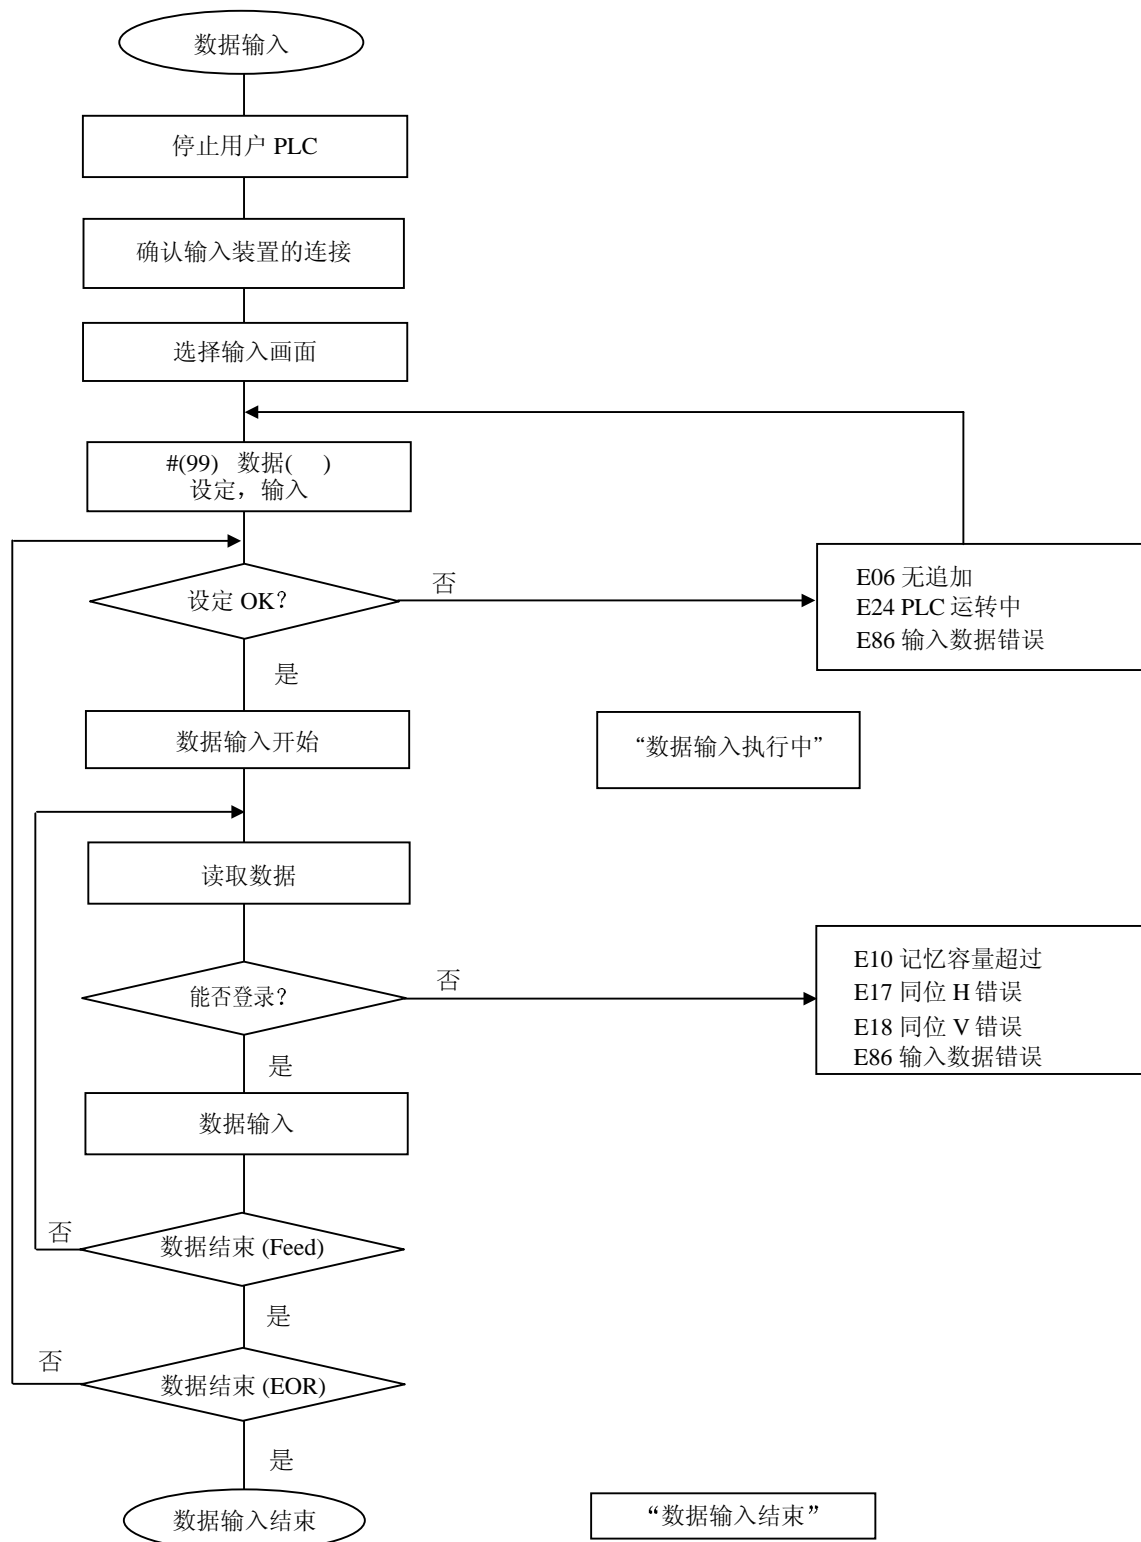 数据输入
停止用户 PLC
确认输入装置的连接
选择输入画面
#(99) 数据( )
设定，输入
设定 OK？
否
E06 无追加
E24 PLC 运转中
E86 输入数据错误
是
数据输入开始
“数据输入执行中”
读取数据
能否登录？
否
E10 记忆容量超过
E17 同位 H 错误
E18 同位 V 错误
E86 输入数据错误
是
数据输入
否
数据结束 (Feed)
是
否
数据结束 (EOR)
是
数据输入结束
“数据输入结束”